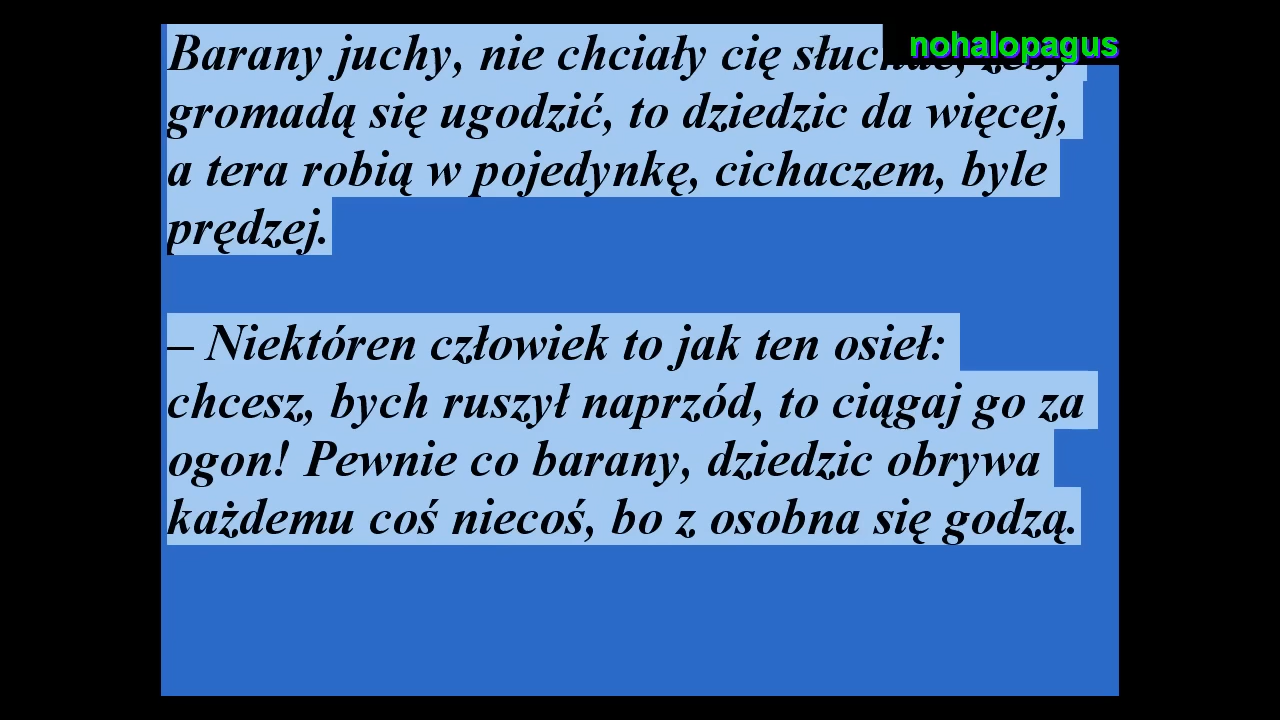 nohalopagus
Barany juchy, nie chciały cię słuchać, żeby
gromadą się ugodzić, to dziedzic da więcej,
a tera robią w pojedynkę, cichaczem, byle
prędzej.
– Niektóren człowiek to jak ten osieł:
chcesz, bych ruszył naprzód, to ciągaj go za
ogon! Pewnie co barany, dziedzic obrywa
każdemu coś niecoś, bo z osobna się godzą.